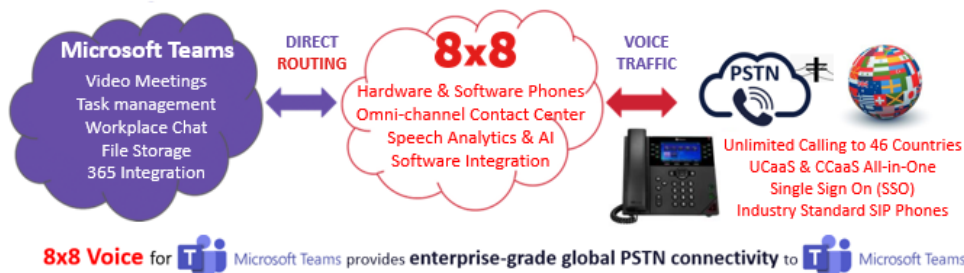 Microsoft Teams
Video Meetings
Task management
Workplace Chat
File Storage
365 Integration
DIRECT
ROUTING
8x8
Hardware & Software Phones
Omni-channel Contact Center
Speech Analytics & AI
Software Integration
VOICE
TRAFFIC
PSTN
Unlimited Calling to 46 Countries
UCaaS & CCaaS All-in-One
Single Sign On (SSO)
Industry Standard SIP Phones
8x8 Voice for T Microsoft Teams provides enterprise-grade global PSTN connectivity to T Microsoft Teams